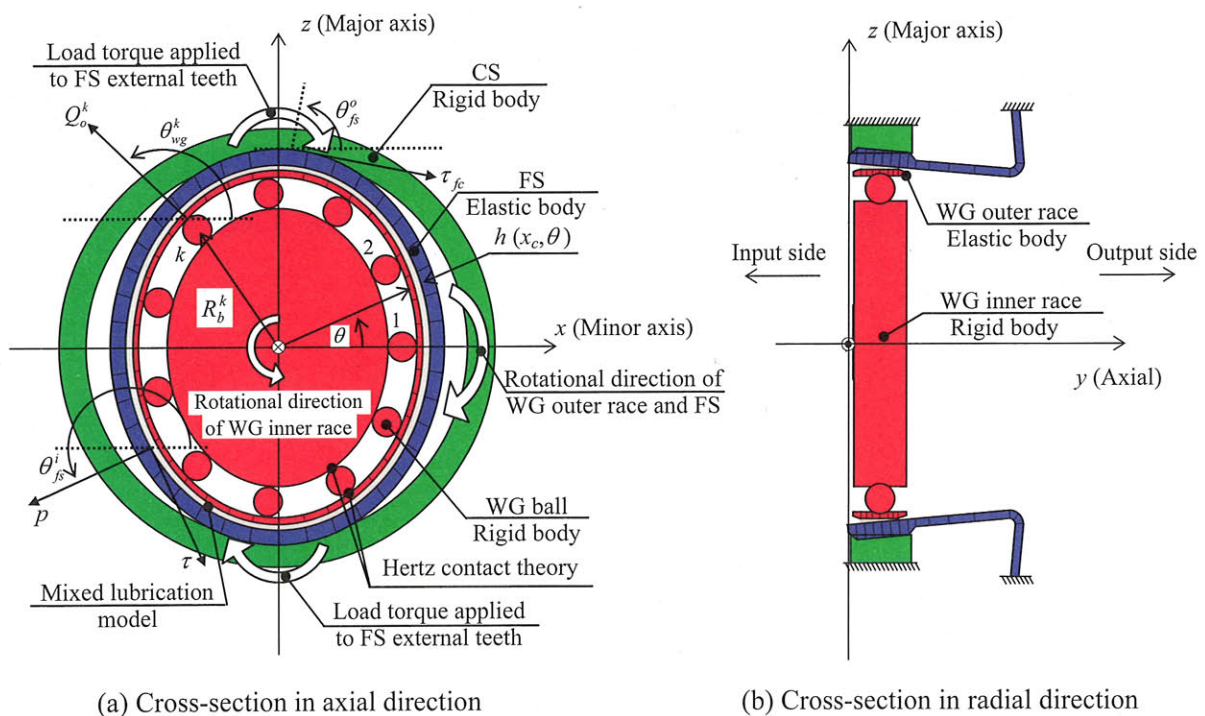 z (Major axis)
Load torque applied
to FS external teeth
CS
Rigid body
Q_o^k
θ_wg^k
θ_fs^o
τ_fc
FS
Elastic body
h (x_c, θ)
k
2
1
R_b^k
θ
x (Minor axis)
Rotational direction
of WG inner race
Rotational direction of
WG outer race and FS
θ_fs^i
p
τ
WG ball
Rigid body
Hertz contact theory
Mixed lubrication
model
Load torque applied
to FS external teeth
(a) Cross-section in axial direction
z (Major axis)
WG outer race
Elastic body
Input side
Output side
WG inner race
Rigid body
y (Axial)
(b) Cross-section in radial direction